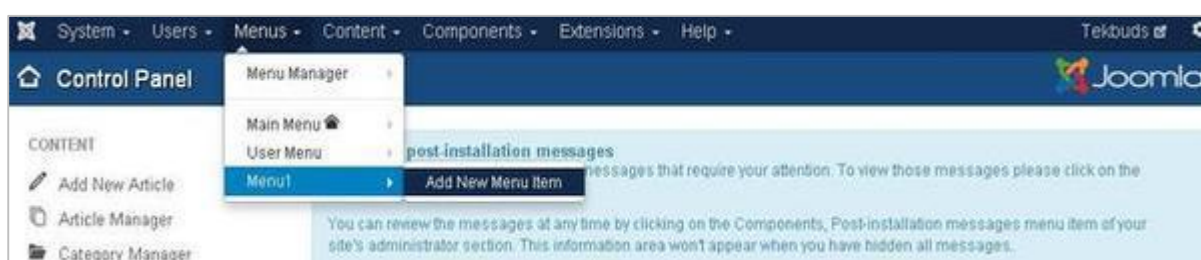 System Users Menus Content Components Extensions Help Tekbuds
Control Panel
Joomla
Menu Manager
Main Menu
User Menu
Menu1
Add New Menu Item
CONTENT
Add New Article
Article Manager
Category Manager
post-installation messages
messages that require your attention. To view those messages please click on the
You can review the messages at any time by clicking on the Components, Post-installation messages menu item of your
site's administrator section. This information area won't appear when you have hidden all messages.